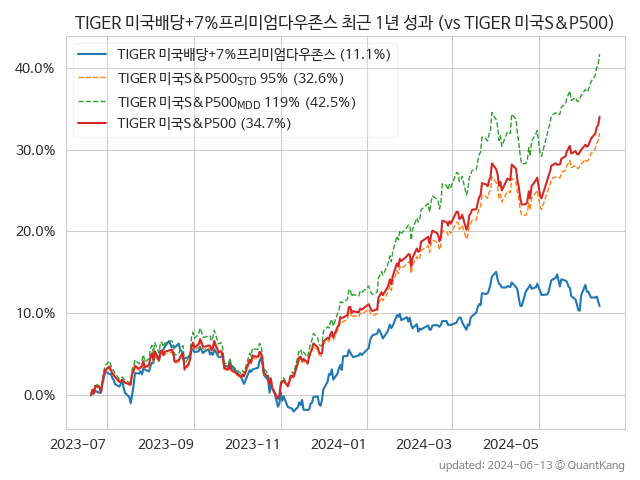 TIGER 미국배당+7%프리미엄다우존스 최근 1년 성과 (vs TIGER 미국S&P500)
TIGER 미국배당+7%프리미엄다우존스 (11.1%)
TIGER 미국S&P500STD 95% (32.6%)
TIGER 미국S&P500MDD 119% (42.5%)
TIGER 미국S&P500 (34.7%)
40.0%
30.0%
20.0%
10.0%
0.0%
2023-07 2023-09 2023-11 2024-01 2024-03 2024-05
updated: 2024-06-13 © QuantKang